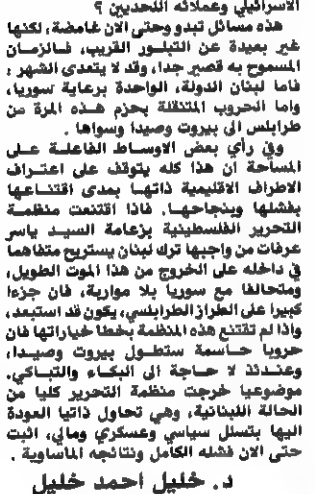 الاسرائيلي وعملائه اللحديين ؟
هذه مسائل تبدو وحتى الان غامضة، لكنها
غير بعيدة عن التبلور القريب، فالزمان
المسموح به قصير جدا، وقد لا يتعدى الشهر :
فاما لبنان الدولة، الواحدة برعاية سوريا،
واما الحروب المتنقلة بحزم هذه المرة من
طرابلس الى بيروت وصيدا وسواها .
وفي رأي بعض الاوساط الفاعلة على
الساحة ان هذا كله يتوقف على اعتراف
الاطراف الاقليمية ذاتها بمدى اقتناعها
بفشلها وبنجاحها. فاذا اقتنعت منظمة
التحرير الفلسطينية بزعامة السيد ياسر
عرفات من واجبها ترك لبنان يستريح متفاهما
في داخله على الخروج من هذا الموت الطويل،
ومتحالفا مع سوريا بلا مواربة، فان جزءا
كبيرا على الطراز الطرابلسي، يكون قد استبعد،
واذا لم تقتنع هذه المنظمة بخطا خياراتها فان
حروبا حاسمة ستطول بيروت وصيدا،
وعندئذ لا حاجة الى البكاء والتباكي.
موضوعيا خرجت منظمة التحرير كليا من
الحالة اللبنانية، وهي تحاول ذاتيا العودة
اليها بتسلل سياسي وعسكري ومالي، اثبت
حتى الان فشله الكامل ونتائجه الماساوية .
د. خليل احمد خليل